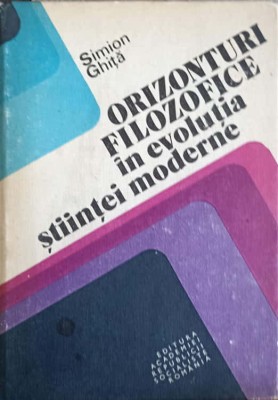 Simion
Ghiță
ORIZONTURI
FILOZOFICE
în evoluția
științei moderne
EDITURA
ACADEMIEI
REPUBLICII
SOCIALISTE
ROMÂNIA